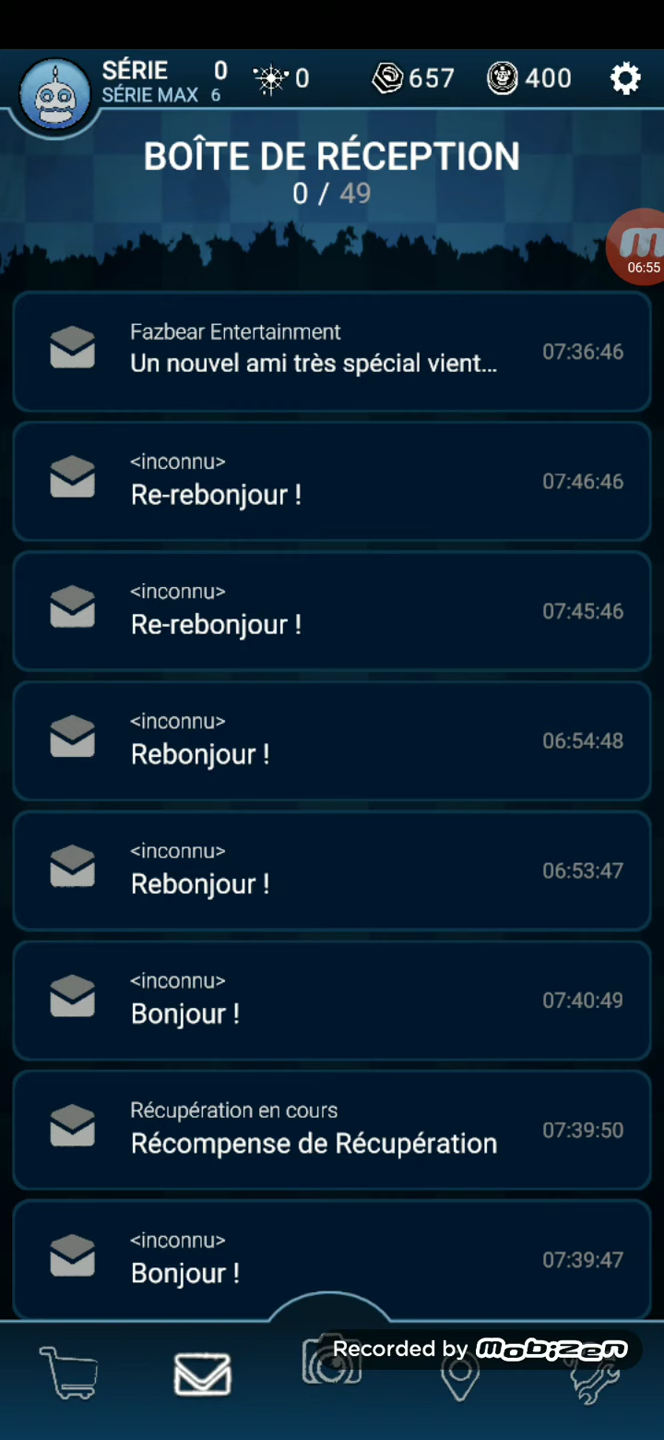 SÉRIE 0
SÉRIE MAX 6
0
657
400
BOÎTE DE RÉCEPTION
0 / 49
06:55
Fazbear Entertainment
Un nouvel ami très spécial vient...
07:36:46
<inconnu>
Re-rebonjour !
07:46:46
<inconnu>
Re-rebonjour !
07:45:46
<inconnu>
Rebonjour !
06:54:48
<inconnu>
Rebonjour !
06:53:47
<inconnu>
Bonjour !
07:40:49
Récupération en cours
Récompense de Récupération
07:39:50
<inconnu>
Bonjour !
07:39:47
Recorded by mobizen